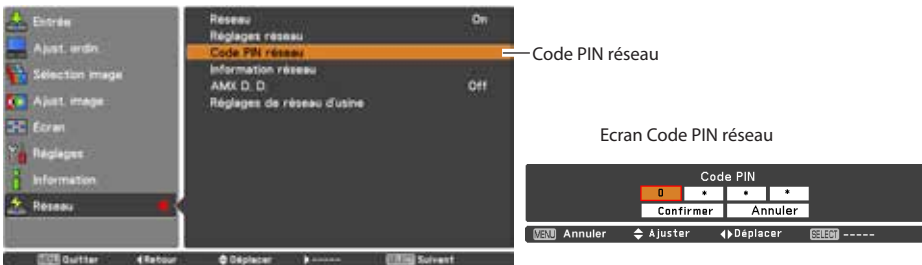 Entrée
Ajust. ordin.
Sélection image
Ajust. image
Ecran
Réglages
Information
Réseau
Réseau On
Réglages réseau
Code PIN réseau
Information réseau
AMX D. D. Off
Réglages de réseau d'usine
MENU Quitter Retour Déplacer ----- SELECT Suivant
Code PIN réseau
Ecran Code PIN réseau
Code PIN
0 * * *
Confirmer Annuler
MENU Annuler Ajuster Déplacer SELECT -----